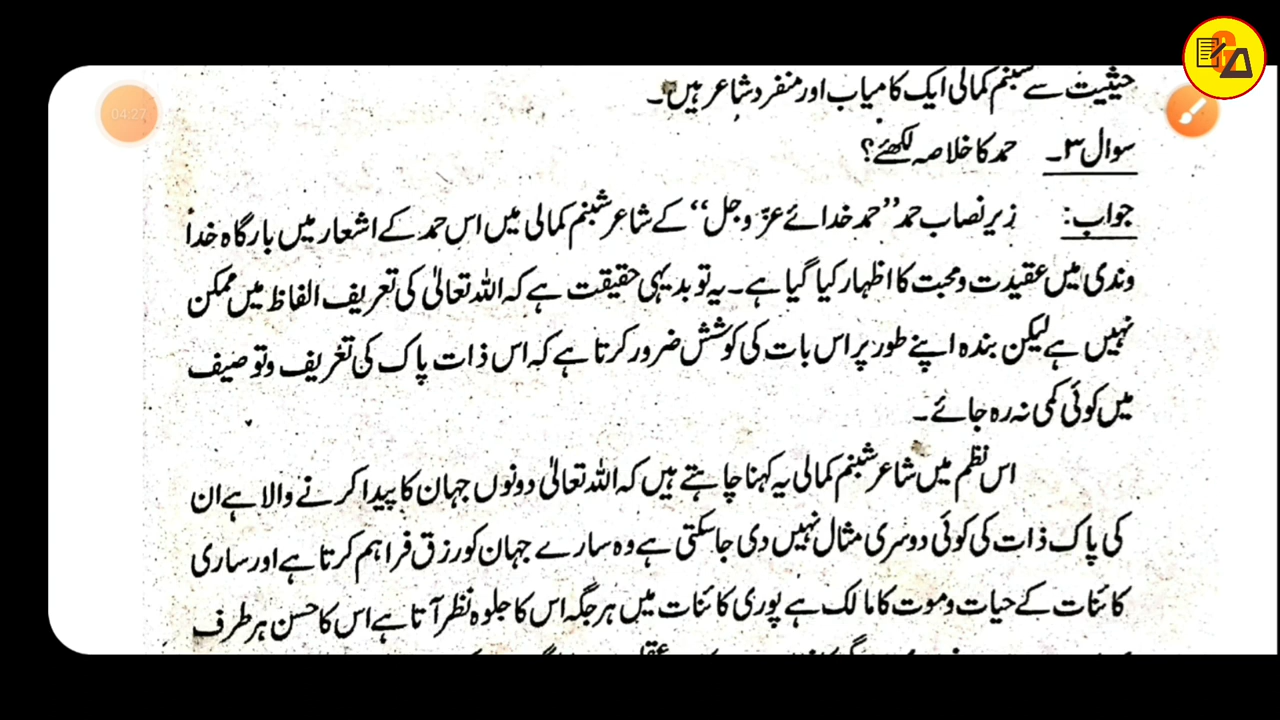 04:27
حیثیت سے شبنم کمالی ایک کامیاب اور منفرد شاعر ہیں۔
سوال ۳۔ حمد کا خلاصہ لکھئے؟
جواب: زیر نصاب حمد ’’حمد خدائے عزّ وجل‘‘ کے شاعر شبنم کمالی ہیں اس حمد کے اشعار میں بارگاہ خدا
وندی میں عقیدت و محبت کا اظہار کیا گیا ہے۔ یہ تو بدیہی حقیقت ہے کہ اللہ تعالیٰ کی تعریف الفاظ میں ممکن
نہیں ہے لیکن بندہ اپنے طور پر اس بات کی کوشش ضرور کرتا ہے کہ اس ذات پاک کی تعریف و توصیف
میں کوئی کمی نہ رہ جائے۔
اس نظم میں شاعر شبنم کمالی یہ کہنا چاہتے ہیں کہ اللہ تعالیٰ دونوں جہان کا پیدا کرنے والا ہے ان
کی پاک ذات کی کوئی دوسری مثال نہیں دی جاسکتی ہے وہ سارے جہان کو رزق فراہم کرتا ہے اور ساری
کائنات کے حیات و موت کا مالک ہے پوری کائنات میں ہر جگہ اس کا جلوہ نظر آتا ہے اس کا حسن ہر طرف